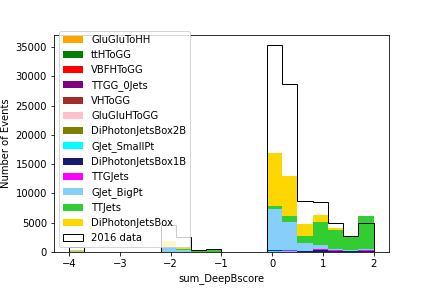 GluGluToHH
ttHToGG
VBFHToGG
TTGG_0Jets
VHToGG
GluGluHToGG
DiPhotonJetsBox2B
GJet_SmallPt
DiPhotonJetsBox1B
TTGJets
GJet_BigPt
TTJets
DiPhotonJetsBox
2016 data
Number of Events
35000
30000
25000
20000
15000
10000
5000
0
−4
−3
−2
−1
0
1
2
sum_DeepBscore